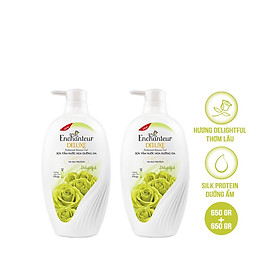 Enchanteur
DELUXE
Perfumed Shower Gel
SỮA TẮM NƯỚC HOA DƯỠNG DA
Delightful
Enchanteur
DELUXE
Perfumed Shower Gel
SỮA TẮM NƯỚC HOA DƯỠNG DA
Delightful
HƯƠNG DELIGHTFUL
THƠM LÂU
SILK PROTEIN
DƯỠNG ẨM
650 GR
+
650 GR